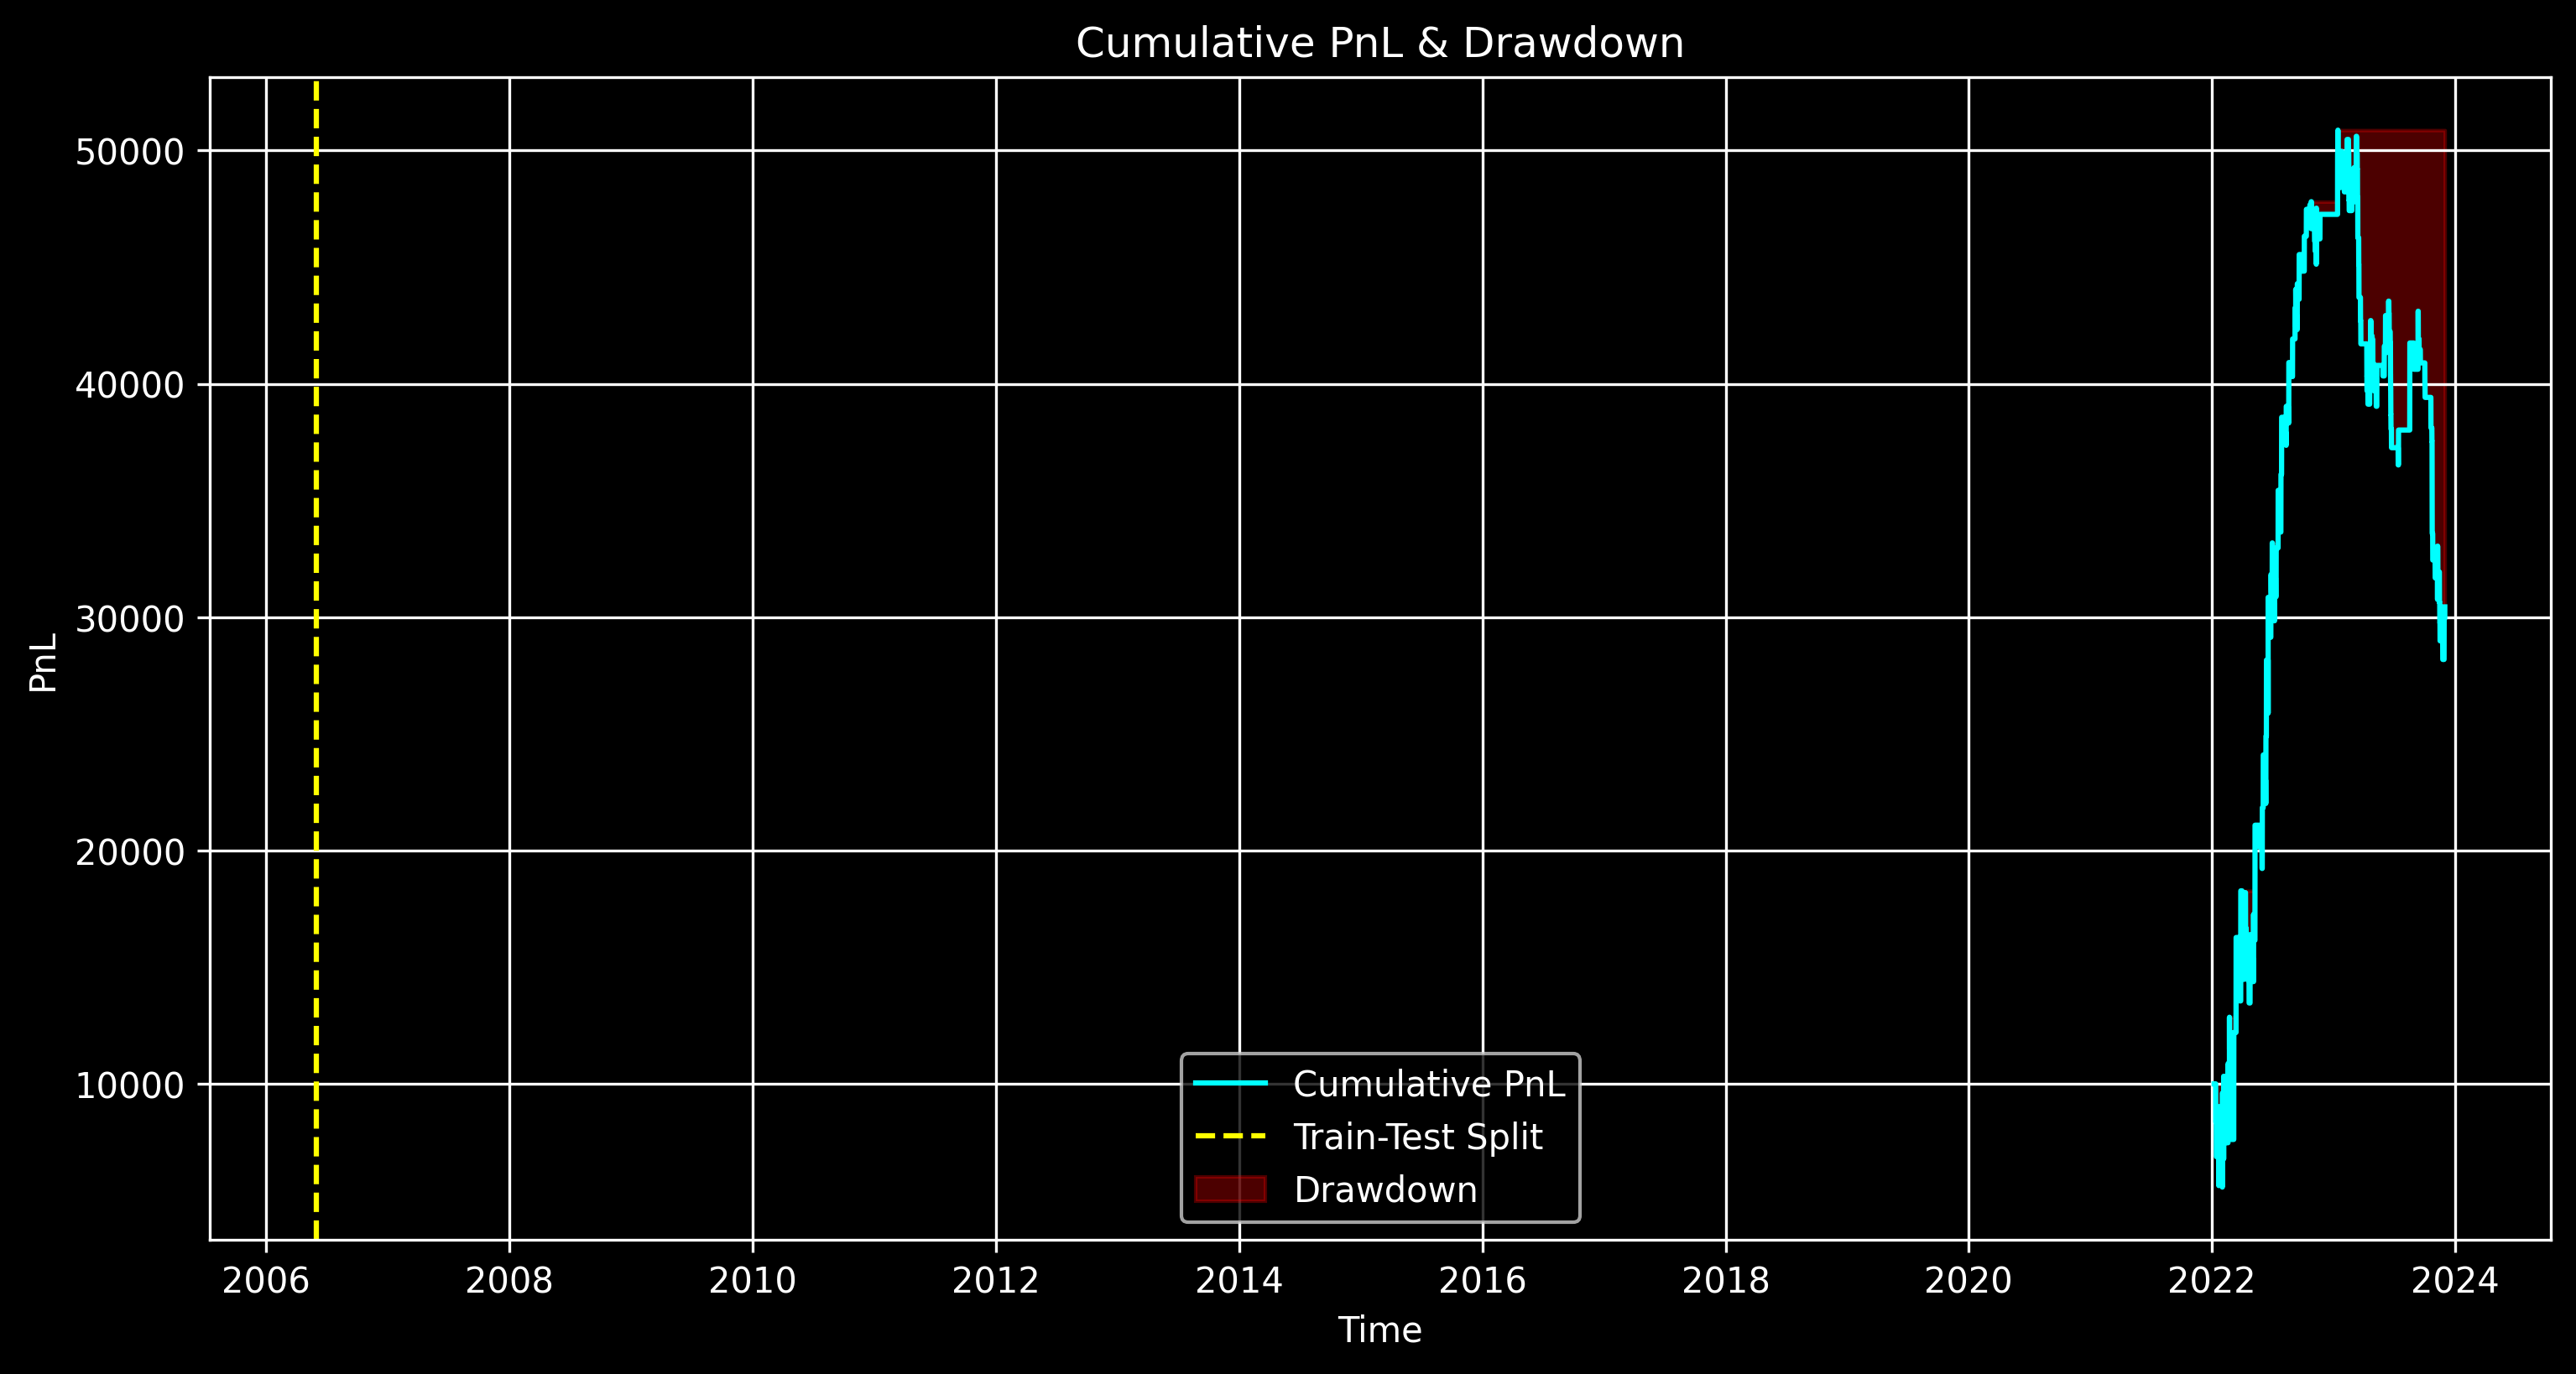 Cumulative PnL & Drawdown
PnL
50000
40000
30000
20000
10000
Cumulative PnL
Train-Test Split
Drawdown
2006 2008 2010 2012 2014 2016 2018 2020 2022 2024
Time